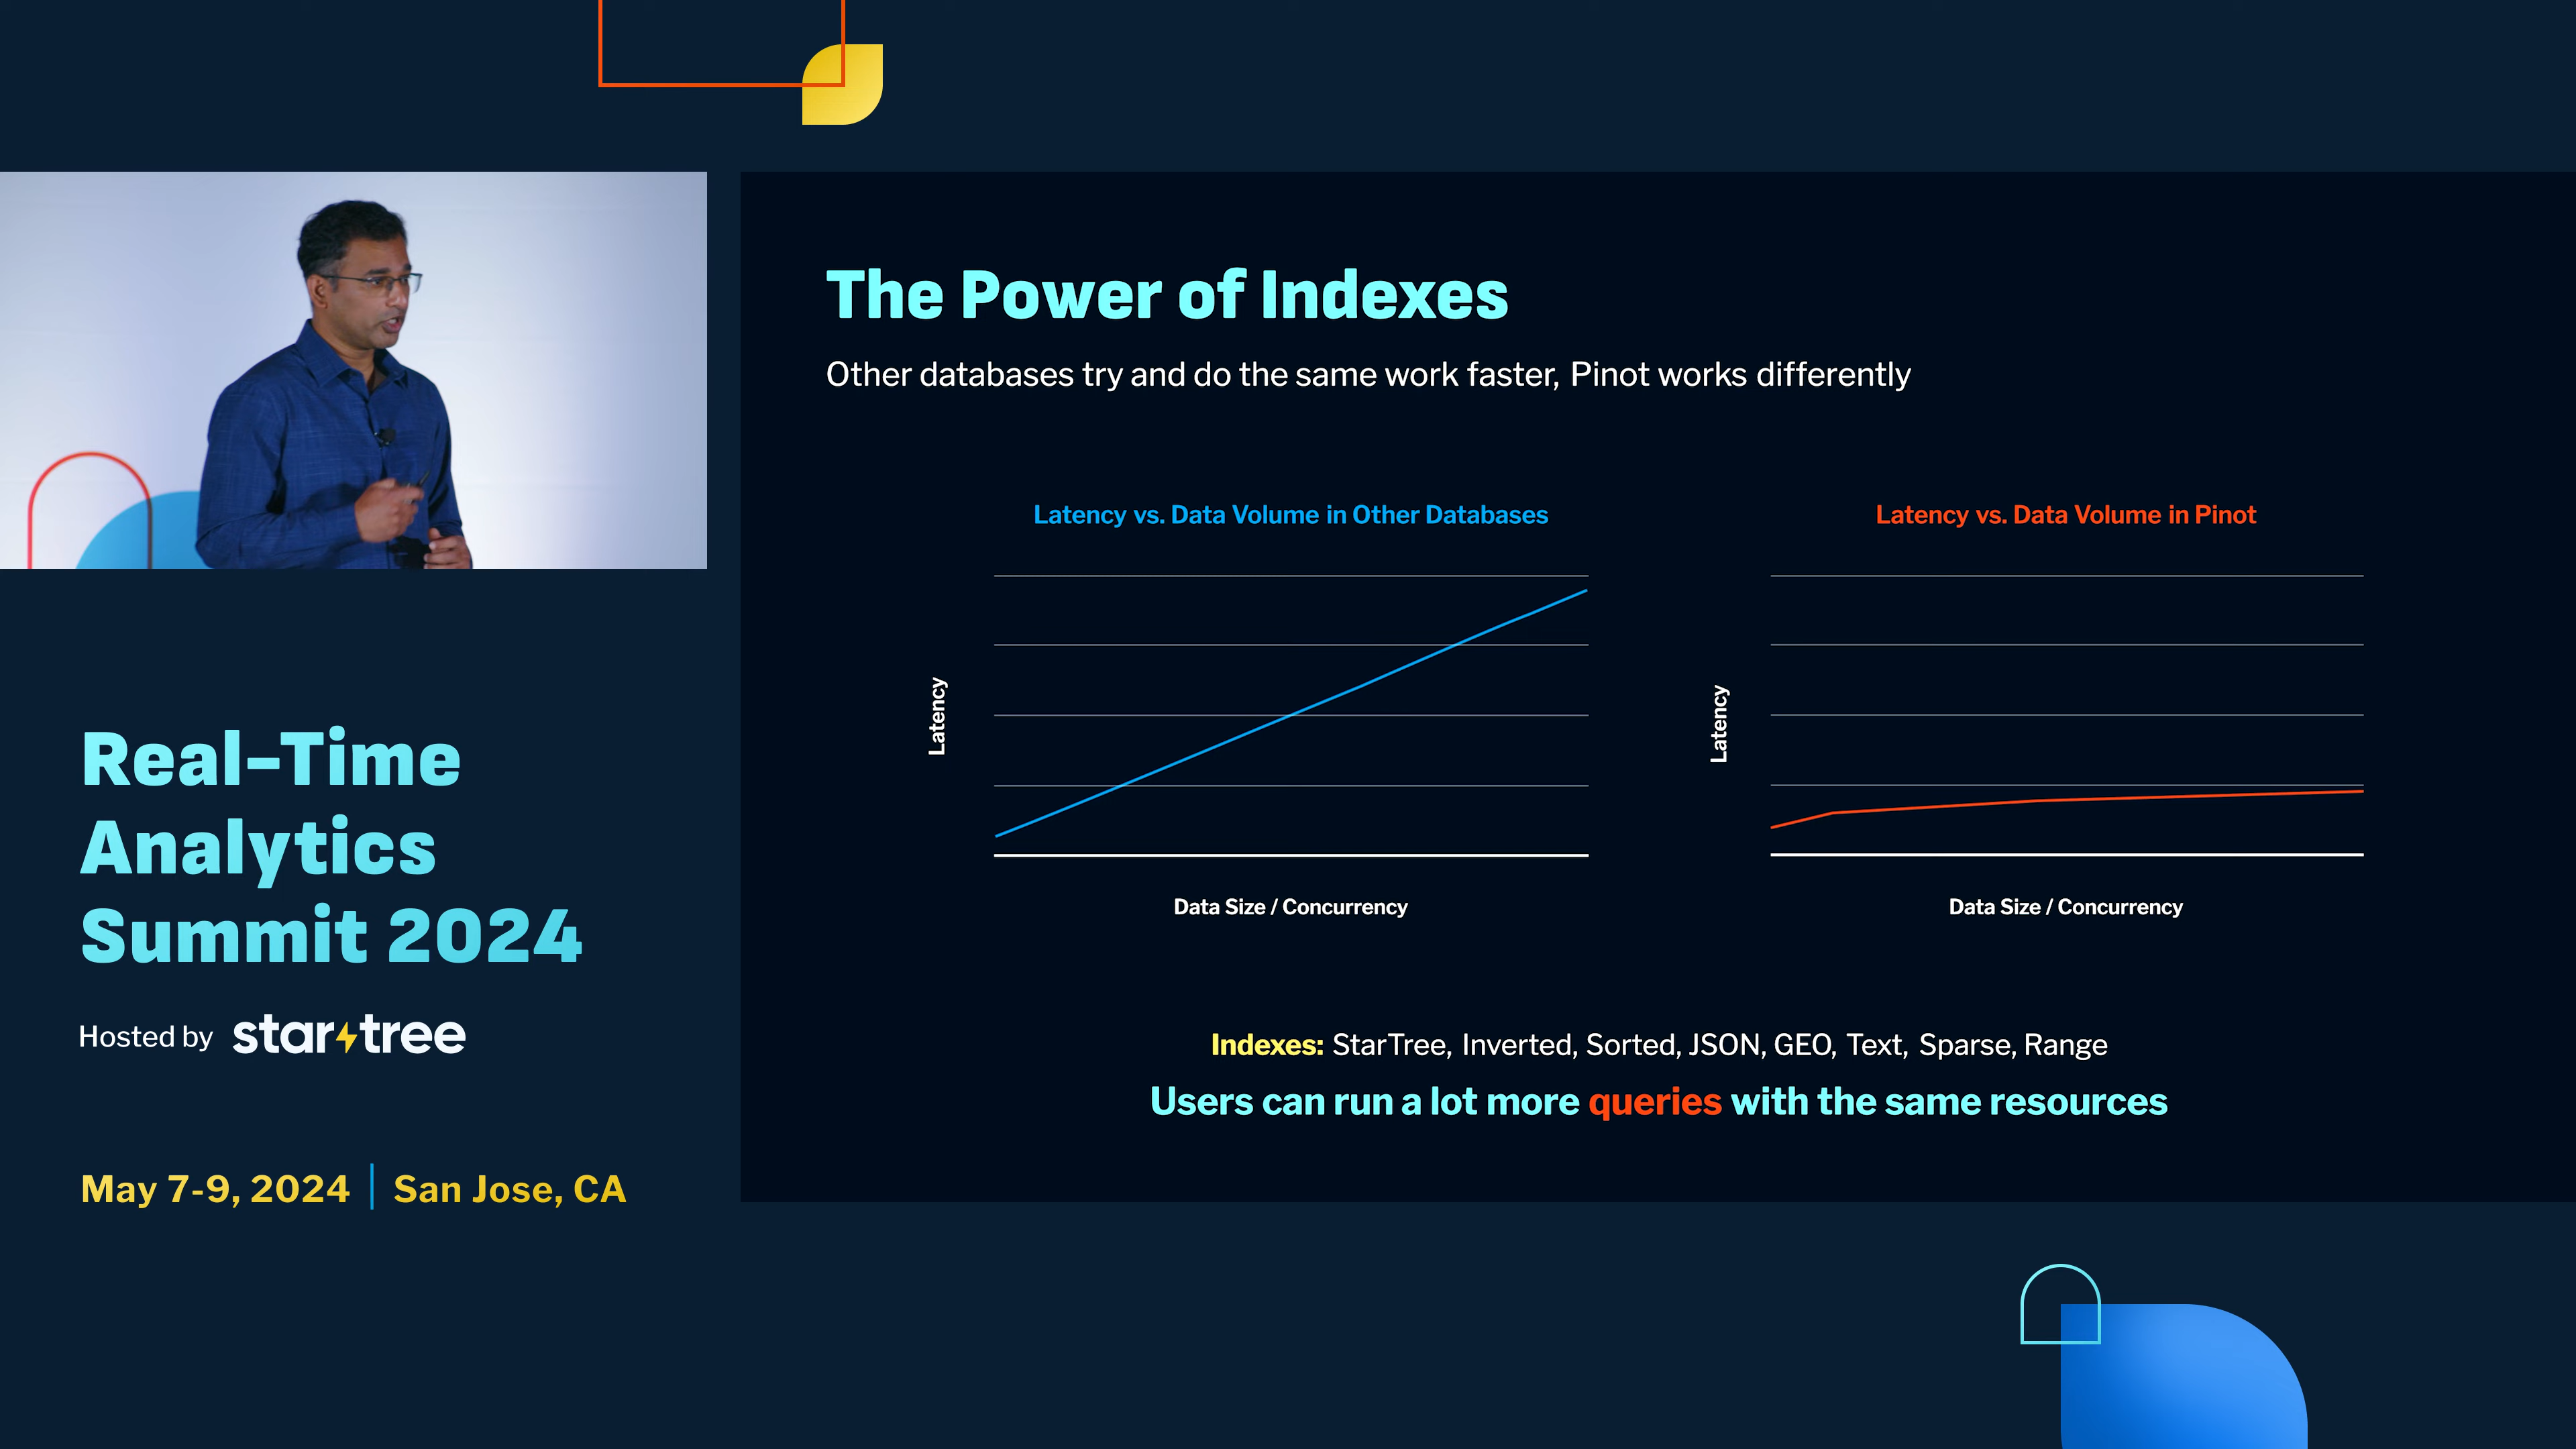 The Power of Indexes
Other databases try and do the same work faster, Pinot works differently
Latency vs. Data Volume in Other Databases
Latency
Data Size / Concurrency
Latency vs. Data Volume in Pinot
Latency
Data Size / Concurrency
Indexes: StarTree, Inverted, Sorted, JSON, GEO, Text, Sparse, Range
Users can run a lot more queries with the same resources
Real-Time
Analytics
Summit 2024
Hosted by startree
May 7-9, 2024 | San Jose, CA